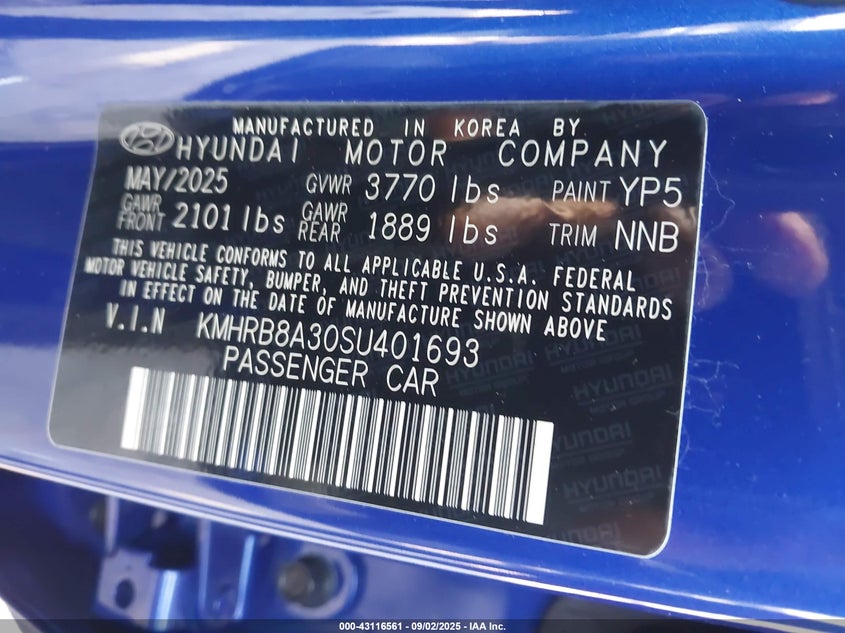 MANUFACTURED IN KOREA BY
HYUNDAI MOTOR COMPANY
MAY/2025 GVWR 3770 lbs PAINT YP5
GAWR FRONT 2101 lbs GAWR REAR 1889 lbs TRIM NNB
THIS VEHICLE CONFORMS TO ALL APPLICABLE U.S.A. FEDERAL
MOTOR VEHICLE SAFETY, BUMPER, AND THEFT PREVENTION STANDARDS
IN EFFECT ON THE DATE OF MANUFACTURE SHOWN ABOVE
V.I.N KMHRB8A30SU401693
PASSENGER CAR
HYUNDAI
MOTOR GROUP
000-43116561 - 09/02/2025 - IAA Inc.